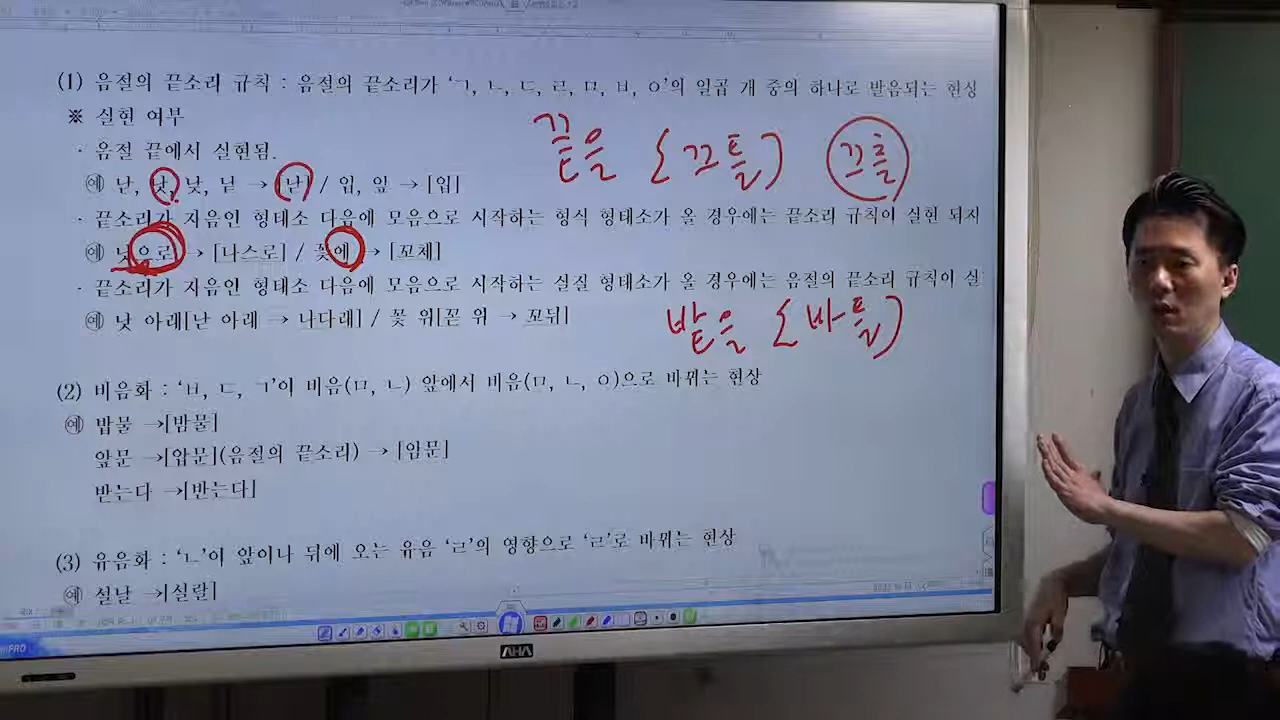 (1) 음절의 끝소리 규칙 : 음절의 끝소리가 ‘ㄱ, ㄴ, ㄷ, ㄹ, ㅁ, ㅂ, ㅇ’의 일곱 개 중의 하나로 발음되는 현상
※ 실현 여부
· 음절 끝에서 실현됨.
예 낟, 낫, 낮, 낱 → [낟] / 입, 잎 → [입]
· 끝소리가 자음인 형태소 다음에 모음으로 시작하는 형식 형태소가 올 경우에는 끝소리 규칙이 실현 되지
예 낫으로 → [나스로] / 꽃에 → [꼬체]
· 끝소리가 자음인 형태소 다음에 모음으로 시작하는 실질 형태소가 올 경우에는 음절의 끝소리 규칙이 실
예 낫 아래[낟 아래 → 나다래] / 꽃 위[꼳 위 → 꼬뒤]
끝을 [끄틀] 끄츨
밭을 [바틀]
(2) 비음화 : ‘ㅂ, ㄷ, ㄱ’이 비음(ㅁ, ㄴ) 앞에서 비음(ㅁ, ㄴ, ㅇ)으로 바뀌는 현상
예 밥물 →[밤물]
앞문 →[압문](음절의 끝소리) → [암문]
받는다 →[반는다]
(3) 유음화 : ‘ㄴ’이 앞이나 뒤에 오는 유음 ‘ㄹ’의 영향으로 ‘ㄹ’로 바뀌는 현상
예 설날 →[설랄]
AHA